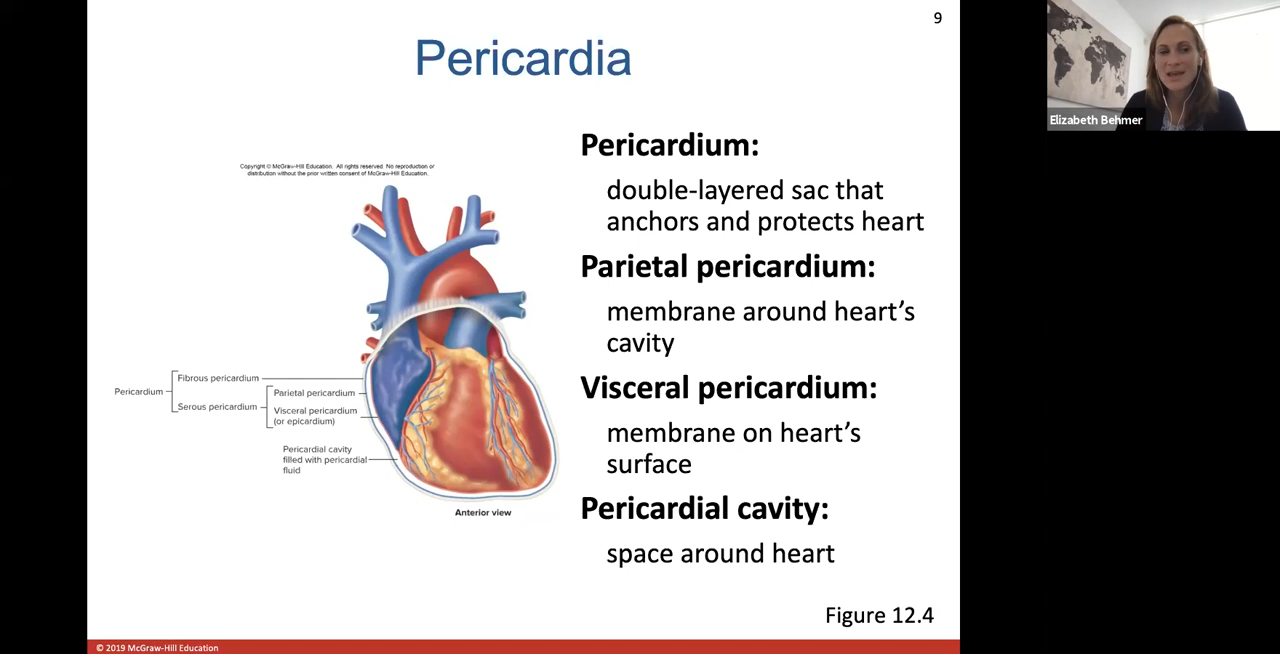 9
Pericardia
Elizabeth Behmer
Copyright © McGraw-Hill Education. All rights reserved. No reproduction or
distribution without the prior written consent of McGraw-Hill Education.
Pericardium
Fibrous pericardium
Serous pericardium
Parietal pericardium
Visceral pericardium
(or epicardium)
Pericardial cavity
filled with pericardial
fluid
Anterior view
Pericardium:
double-layered sac that
anchors and protects heart
Parietal pericardium:
membrane around heart’s
cavity
Visceral pericardium:
membrane on heart’s
surface
Pericardial cavity:
space around heart
Figure 12.4
© 2019 McGraw-Hill Education